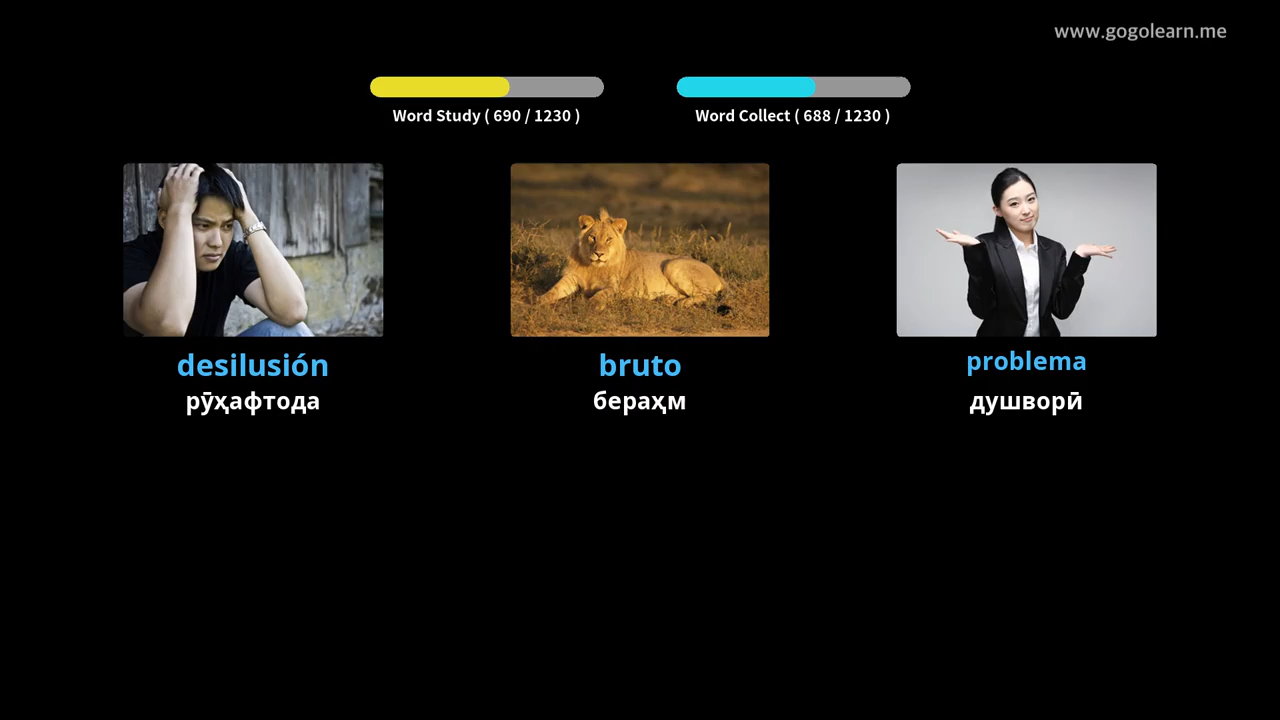 www.gogolearn.me
Word Study ( 690 / 1230 )
Word Collect ( 688 / 1230 )
desilusión
рӯҳафтода
bruto
бераҳм
problema
душворӣ